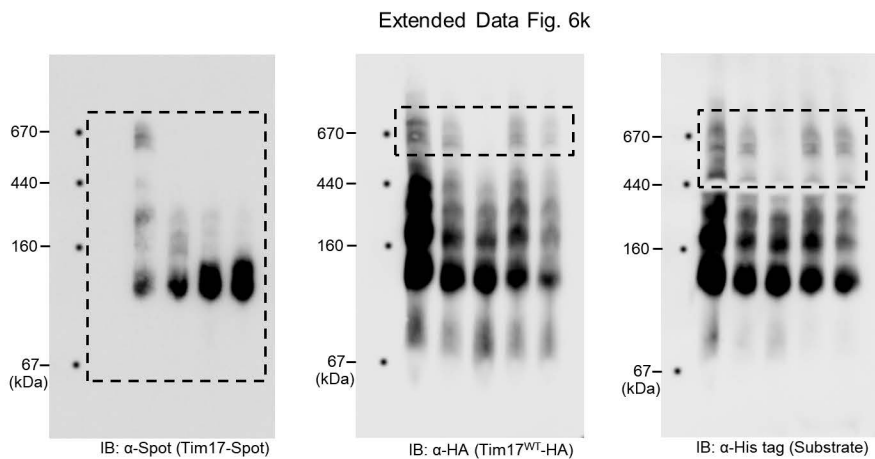 Extended Data Fig. 6k
670
440
160
67
(kDa)
IB: α-Spot (Tim17-Spot)
670
440
160
67
(kDa)
IB: α-HA (Tim17ᵂᵀ-HA)
670
440
160
67
(kDa)
IB: α-His tag (Substrate)